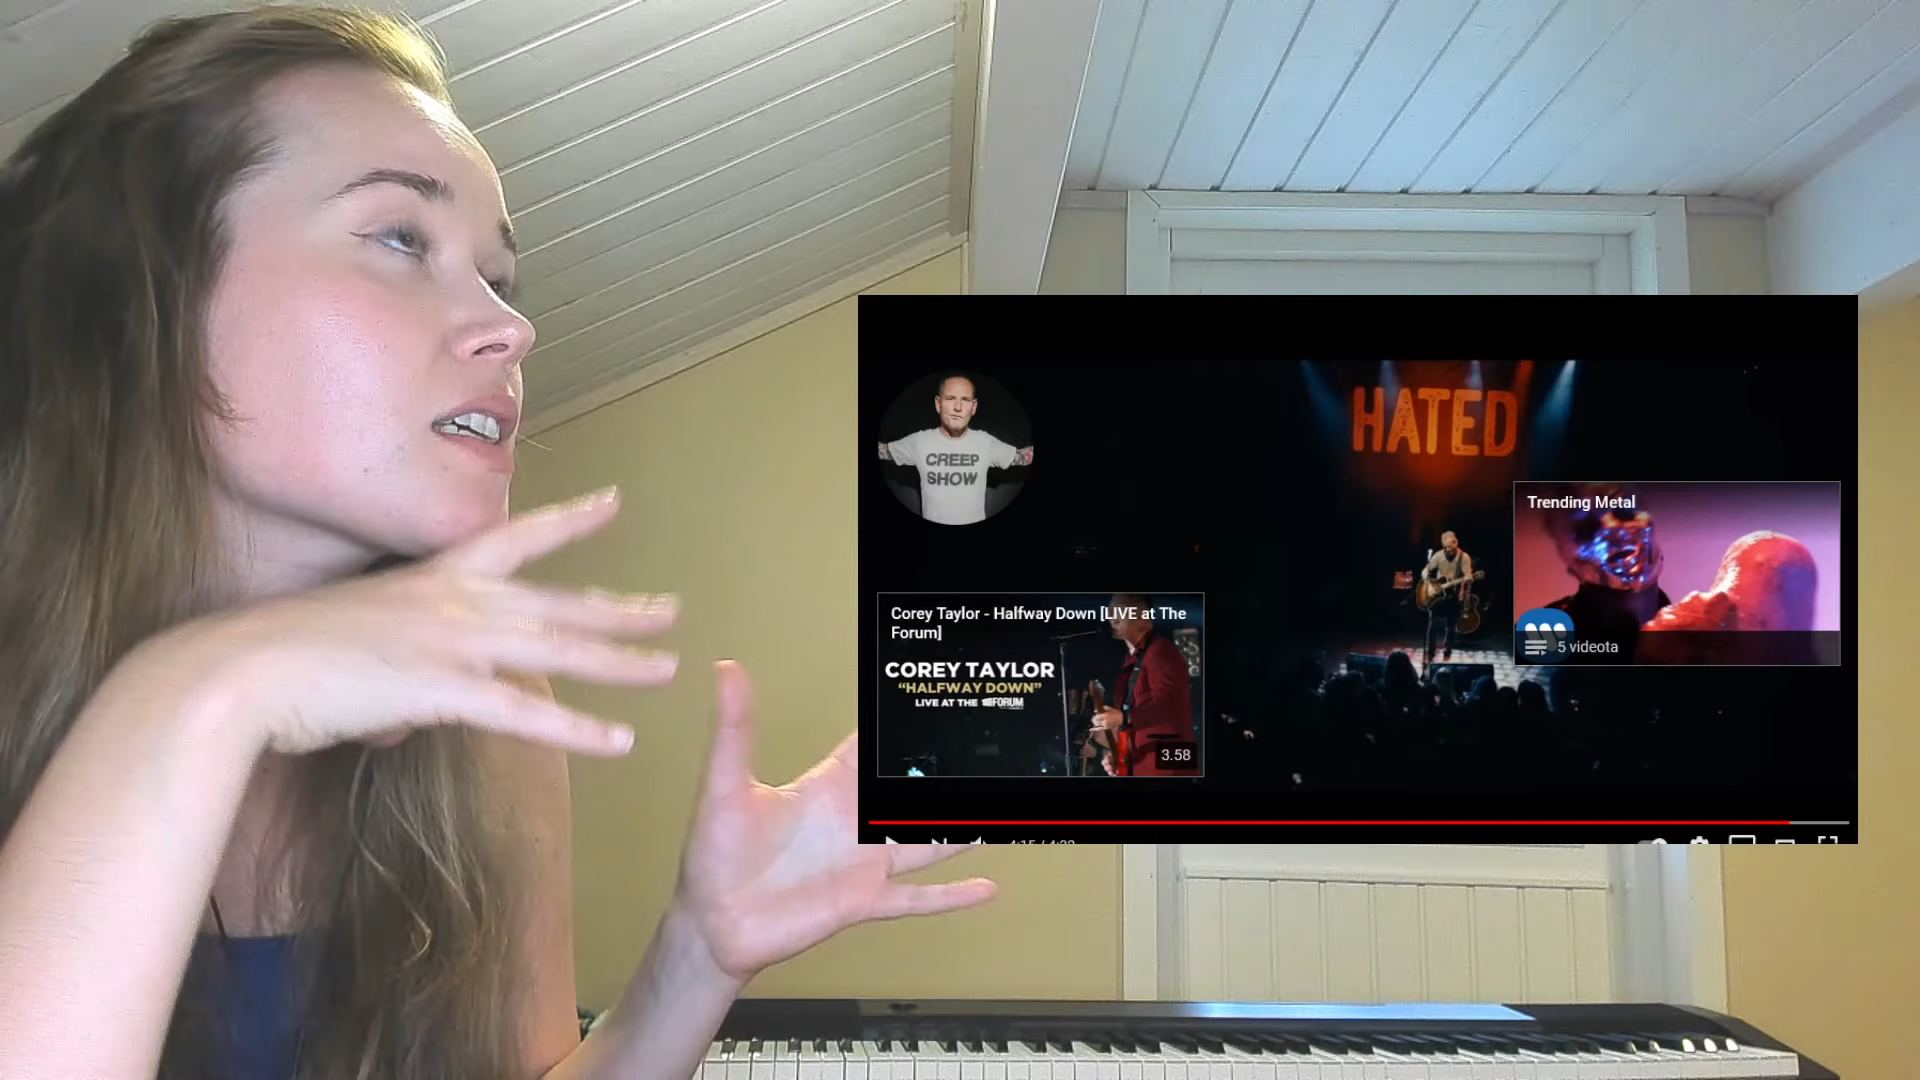 HATED
CREEP
SHOW
Trending Metal
5 videota
Corey Taylor - Halfway Down [LIVE at The
Forum]
COREY TAYLOR
“HALFWAY DOWN”
LIVE AT THE FORUM
3.58